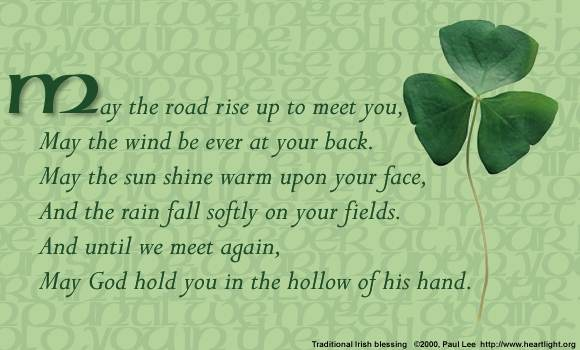 May the road rise up to meet you,
May the wind be ever at your back.
May the sun shine warm upon your face,
And the rain fall softly on your fields.
And until we meet again,
May God hold you in the hollow of his hand.
Traditional Irish blessing ©2000, Paul Lee http://www.heartlight.org